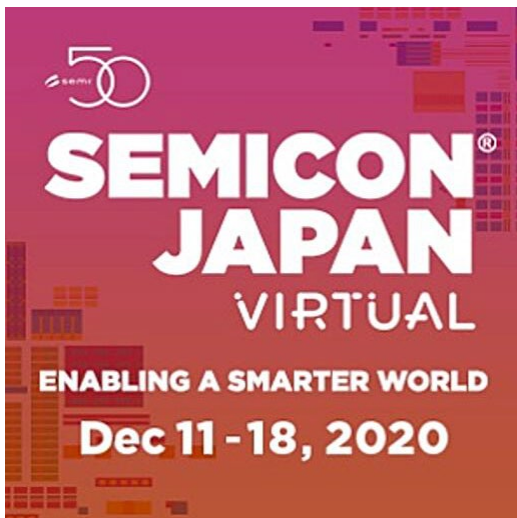 semi 50
SEMICON®
JAPAN
VIRTUAL
ENABLING A SMARTER WORLD
Dec 11 - 18, 2020